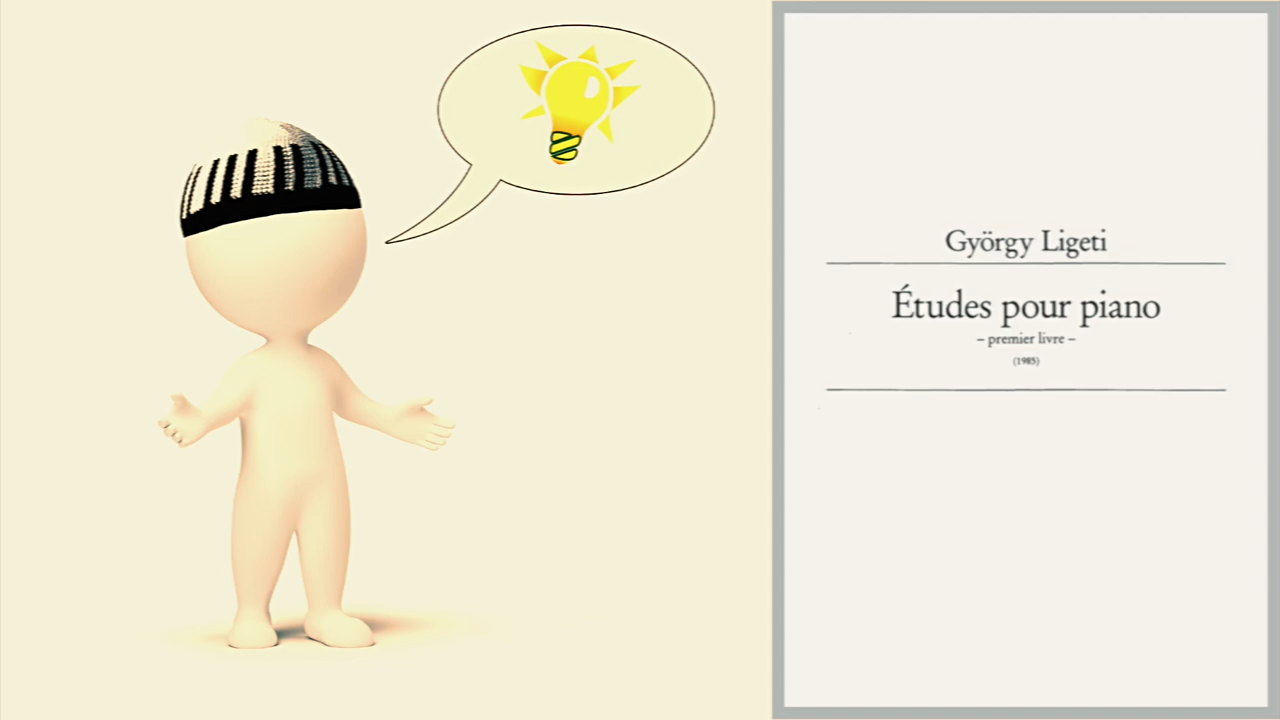 György Ligeti
Études pour piano
– premier livre –
(1985)